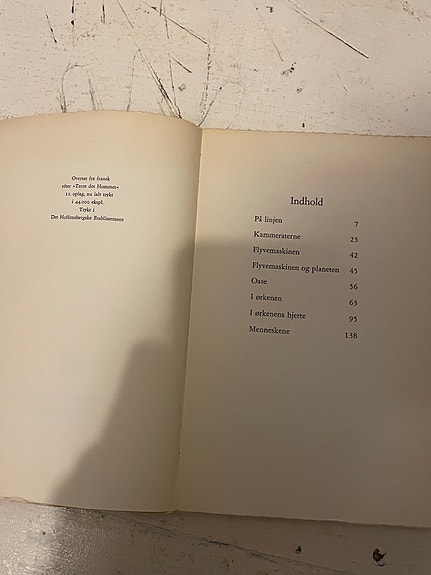 Oversat fra fransk
efter »Terre des Hommes«
11. oplag, nu ialt trykt
i 44.000 ekspl.
Trykt i
Det Hoffensbergske Etablissement
Indhold
På linjen 7
Kammeraterne 25
Flyvemaskinen 42
Flyvemaskinen og planeten 45
Oase 56
I ørkenen 63
I ørkenens hjerte 95
Menneskene 138